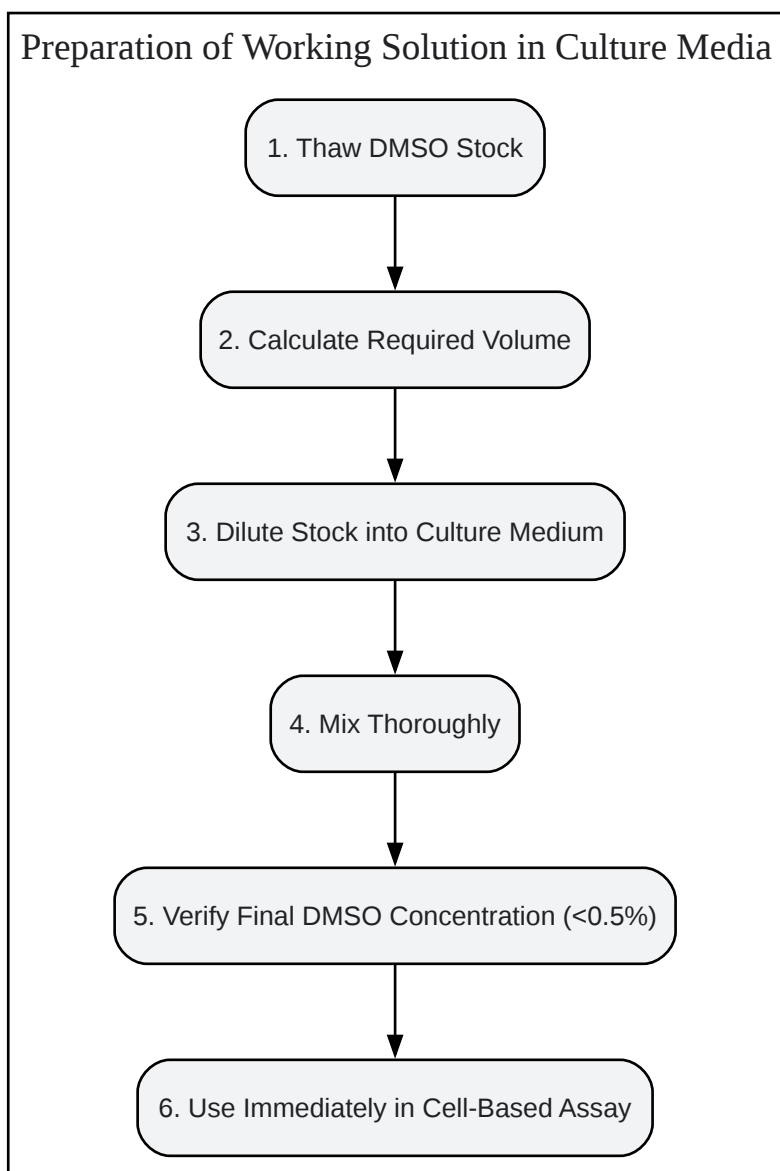 Preparation of Working Solution in Culture Media
1. Thaw DMSO Stock
2. Calculate Required Volume
3. Dilute Stock into Culture Medium
4. Mix Thoroughly
5. Verify Final DMSO Concentration (<0.5%)
6. Use Immediately in Cell-Based Assay